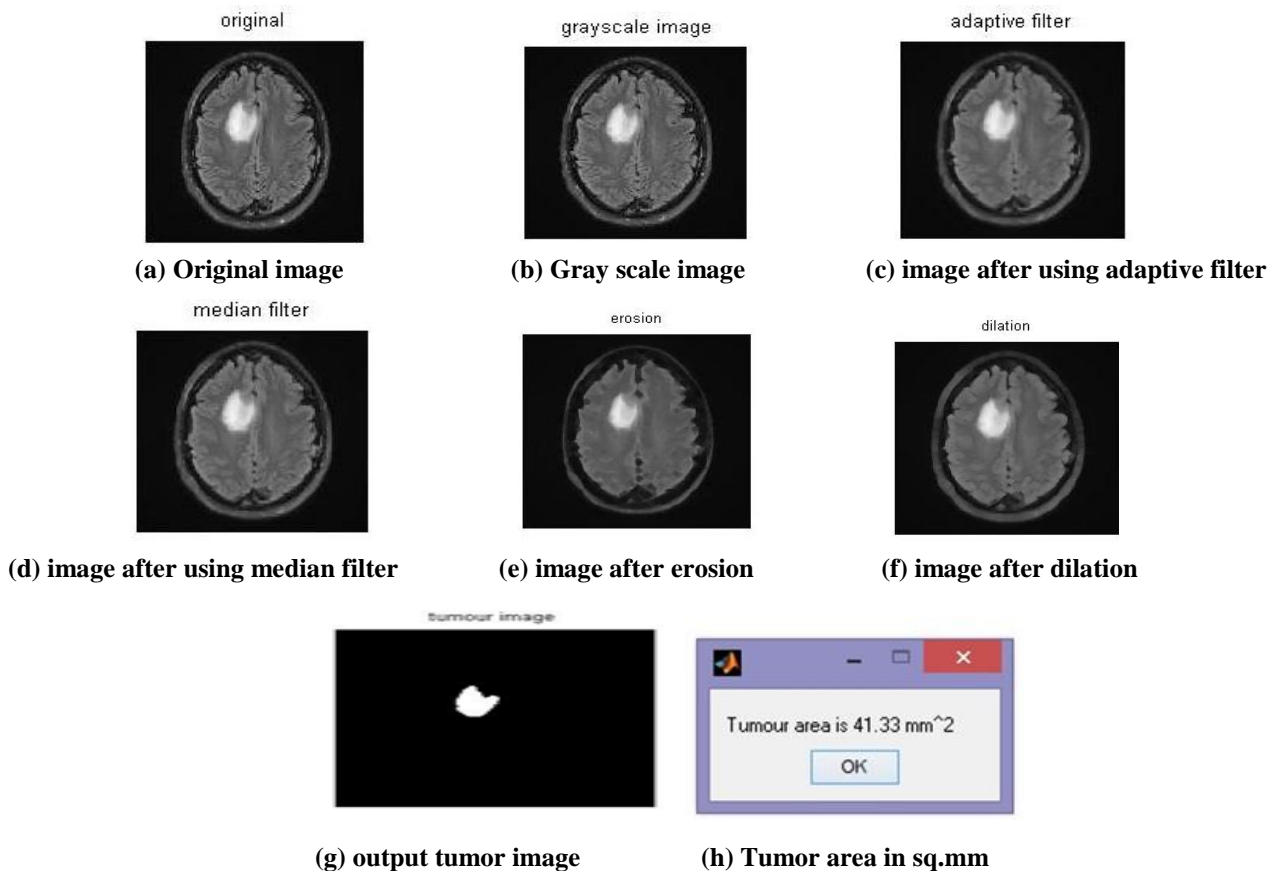 original
grayscale image
adaptive filter
(a) Original image
(b) Gray scale image
(c) image after using adaptive filter
median filter
erosion
dilation
(d) image after using median filter
(e) image after erosion
(f) image after dilation
tumour image
Tumour area is 41.33 mm^2
OK
(g) output tumor image
(h) Tumor area in sq.mm